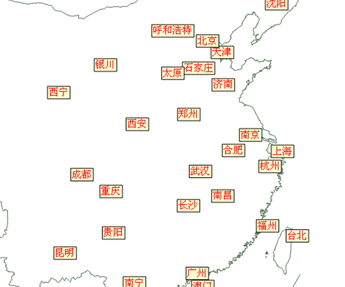 沈阳
呼和浩特
北京
天津
银川
石家庄
太原
济南
西宁
郑州
西安
南京
合肥
上海
杭州
武汉
成都
重庆
南昌
长沙
福州
贵阳
台北
昆明
广州
南宁
澳门